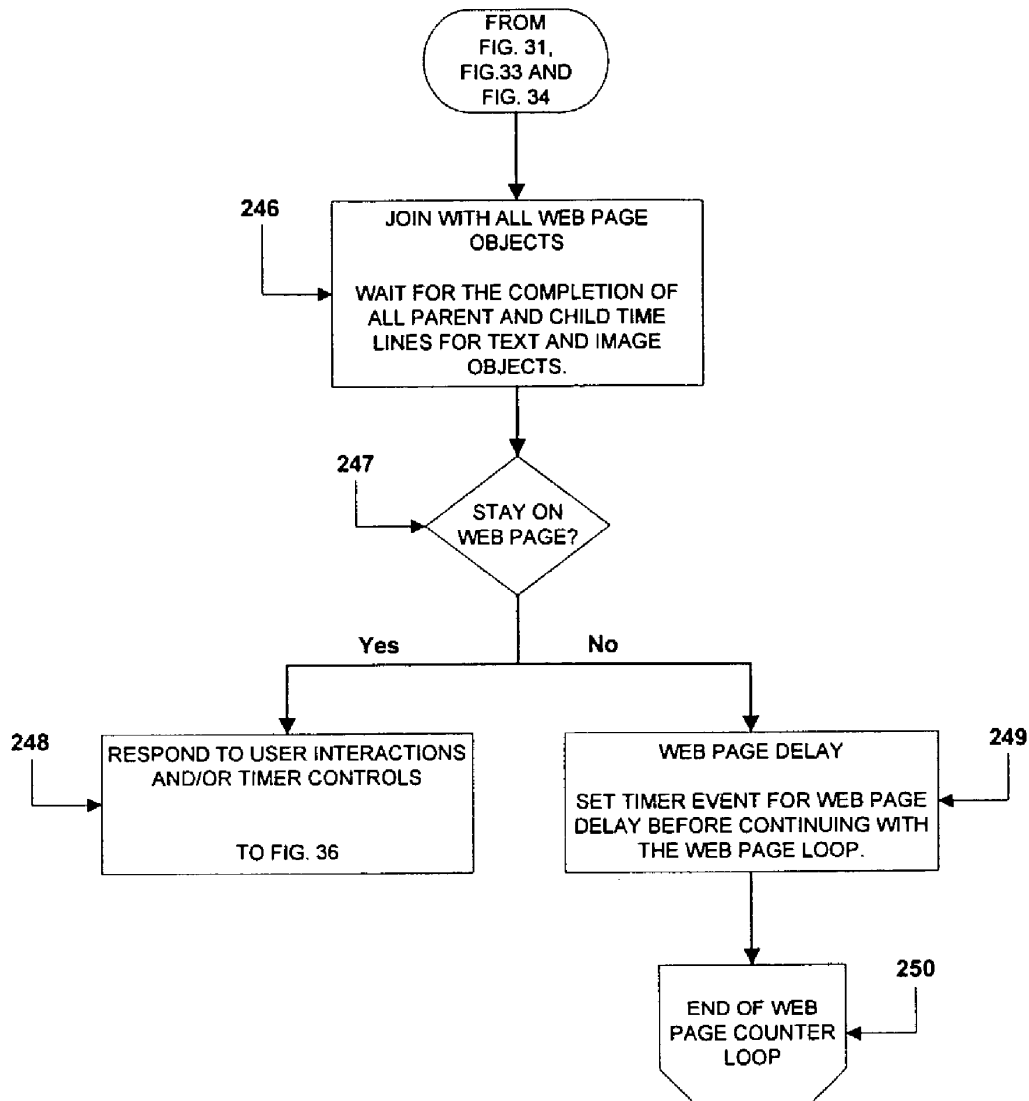 FROM
FIG. 31,
FIG.33 AND
FIG. 34
246
JOIN WITH ALL WEB PAGE
OBJECTS
WAIT FOR THE COMPLETION OF
ALL PARENT AND CHILD TIME
LINES FOR TEXT AND IMAGE
OBJECTS.
247
STAY ON
WEB PAGE?
Yes
No
248
RESPOND TO USER INTERACTIONS
AND/OR TIMER CONTROLS
TO FIG. 36
WEB PAGE DELAY
SET TIMER EVENT FOR WEB PAGE
DELAY BEFORE CONTINUING WITH
THE WEB PAGE LOOP.
249
250
END OF WEB
PAGE COUNTER
LOOP